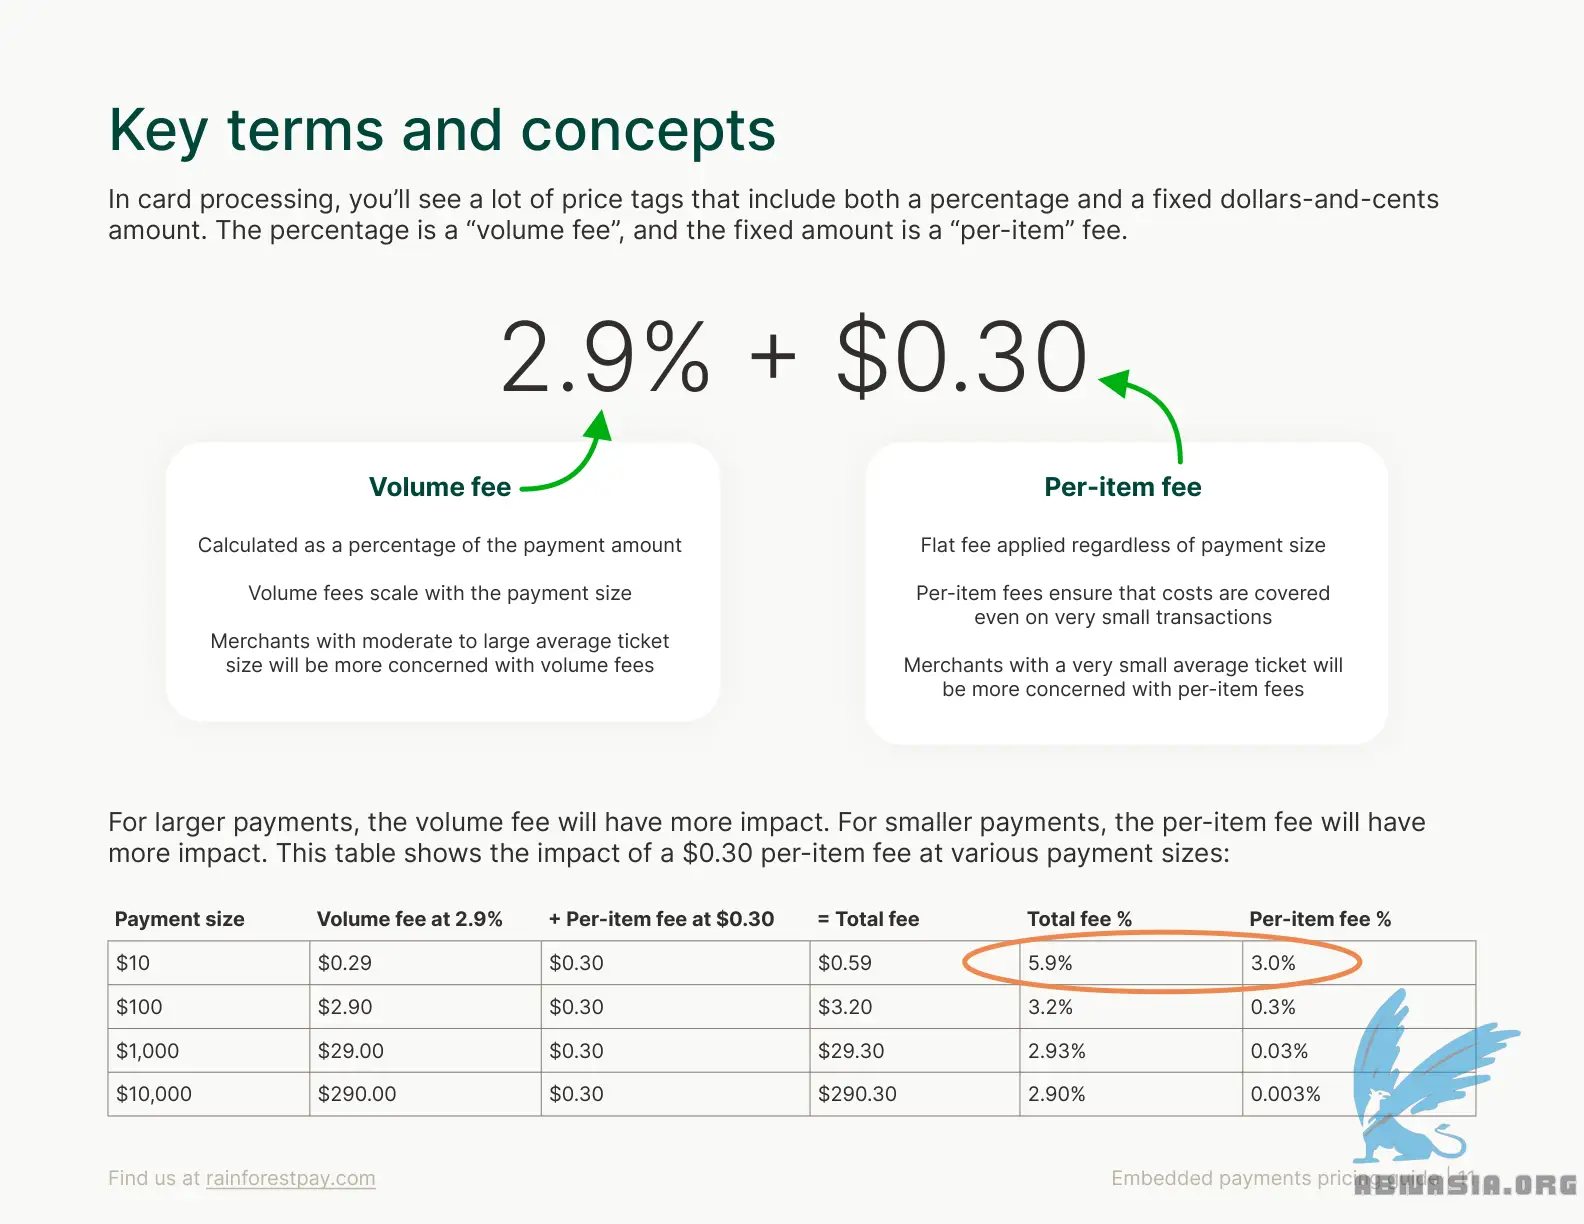 Key terms and concepts
In card processing, you’ll see a lot of price tags that include both a percentage and a fixed dollars-and-cents
amount. The percentage is a “volume fee”, and the fixed amount is a “per-item” fee.
2.9% + $0.30
Volume fee
Calculated as a percentage of the payment amount
Volume fees scale with the payment size
Merchants with moderate to large average ticket
size will be more concerned with volume fees
Per-item fee
Flat fee applied regardless of payment size
Per-item fees ensure that costs are covered
even on very small transactions
Merchants with a very small average ticket will
be more concerned with per-item fees
For larger payments, the volume fee will have more impact. For smaller payments, the per-item fee will have
more impact. This table shows the impact of a $0.30 per-item fee at various payment sizes:
Payment size Volume fee at 2.9% + Per-item fee at $0.30 = Total fee Total fee % Per-item fee %
$10 $0.29 $0.30 $0.59 5.9% 3.0%
$100 $2.90 $0.30 $3.20 3.2% 0.3%
$1,000 $29.00 $0.30 $29.30 2.93% 0.03%
$10,000 $290.00 $0.30 $290.30 2.90% 0.003%
Find us at rainforestpay.com
Embedded payments pricing guide | 11
ABWASIA.ORG